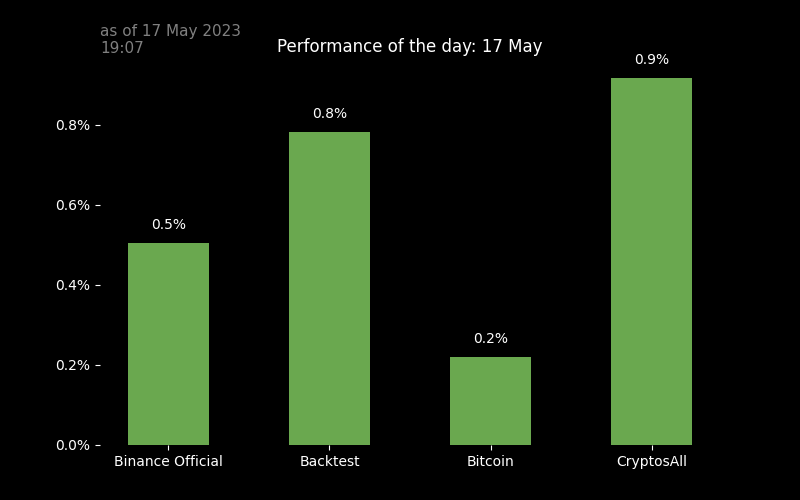 as of 17 May 2023
19:07
Performance of the day: 17 May
0.9%
0.8%
0.8%
0.6%
0.5%
0.4%
0.2%
0.2%
0.0%
Binance Official
Backtest
Bitcoin
CryptosAll